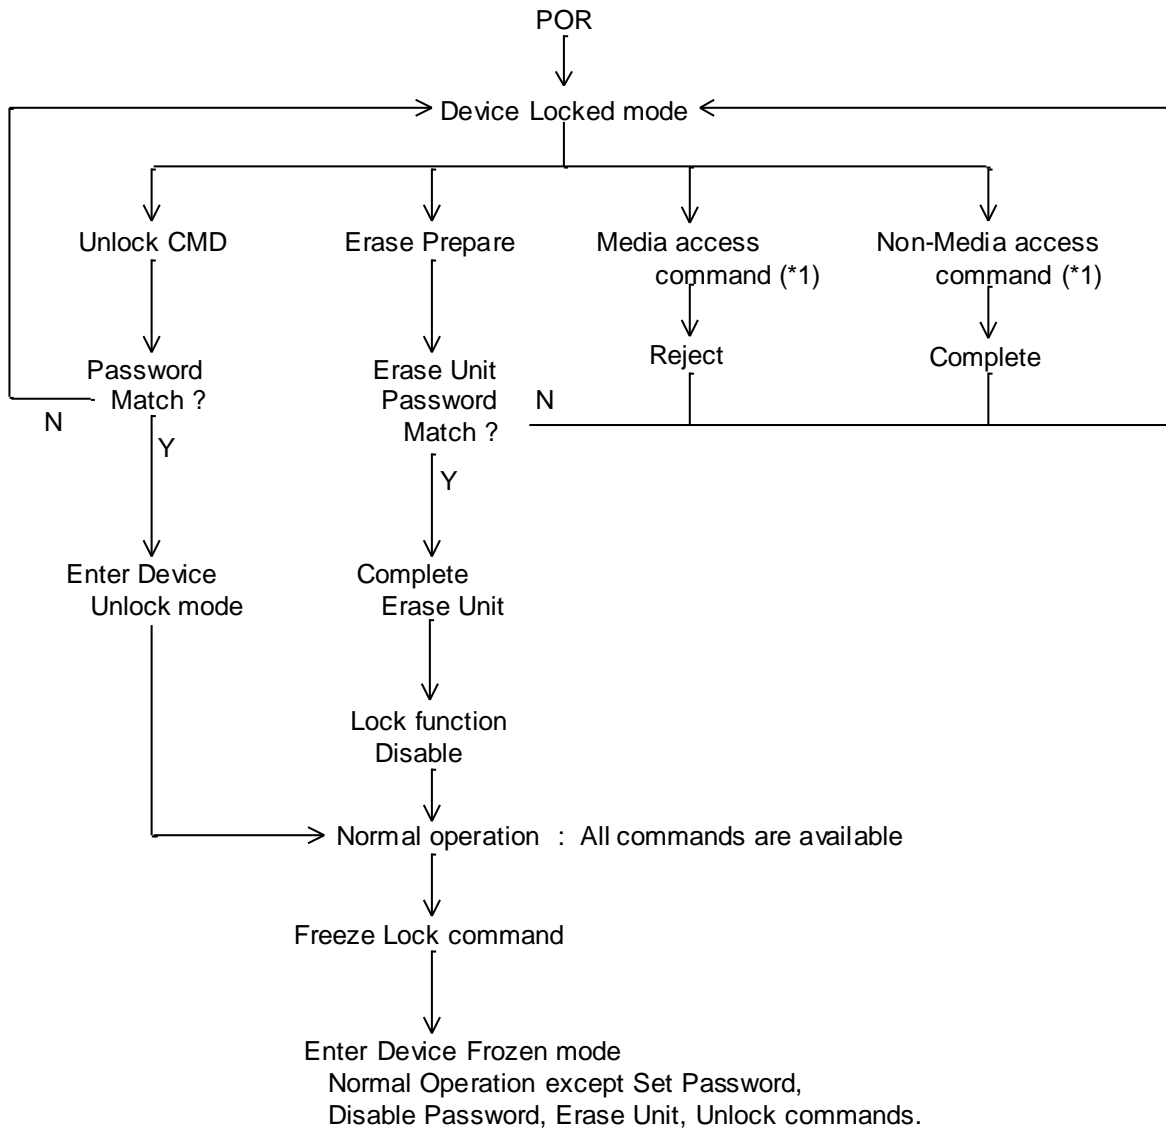 POR
Device Locked mode
Unlock CMD
Erase Prepare
Media access
command (*1)
Non-Media access
command (*1)
Password
Match ?
N
Y
Erase Unit
Password
Match ?
N
Y
Reject
Complete
Enter Device
Unlock mode
Complete
Erase Unit
Lock function
Disable
Normal operation : All commands are available
Freeze Lock command
Enter Device Frozen mode
Normal Operation except Set Password,
Disable Password, Erase Unit, Unlock commands.